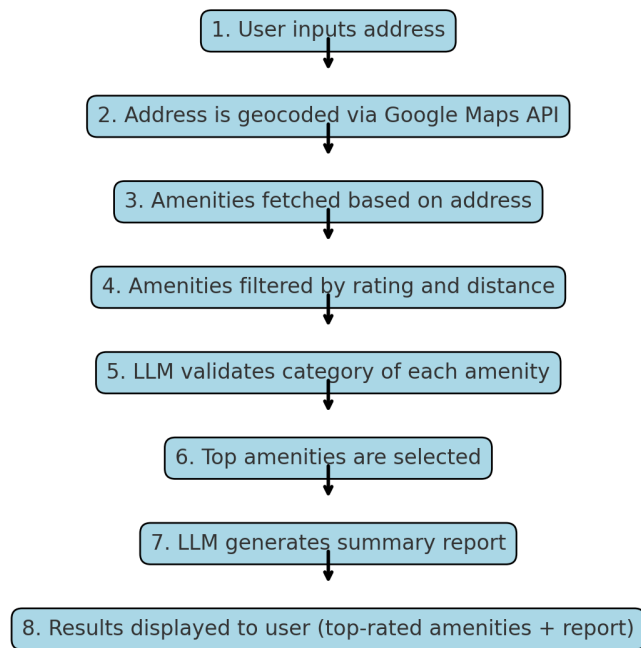 1. User inputs address
2. Address is geocoded via Google Maps API
3. Amenities fetched based on address
4. Amenities filtered by rating and distance
5. LLM validates category of each amenity
6. Top amenities are selected
7. LLM generates summary report
8. Results displayed to user (top-rated amenities + report)